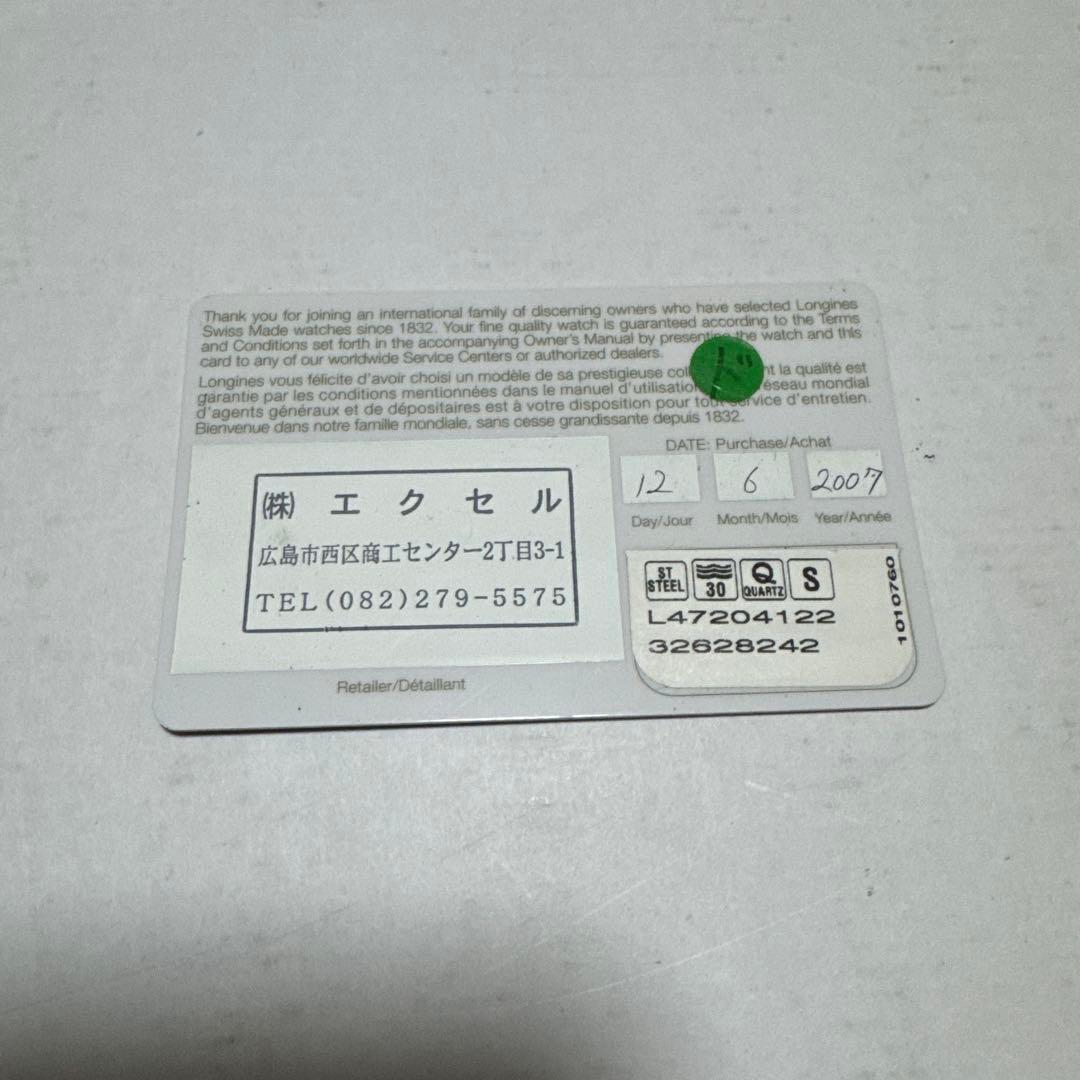 Thank you for joining an international family of discerning owners who have selected Longines
Swiss Made watches since 1832. Your fine quality watch is guaranteed according to the Terms
and Conditions set forth in the accompanying Owner's Manual by presenting the watch and this
card to any of our worldwide Service Centers or authorized dealers.
Longines vous félicite d'avoir choisi un modèle de sa prestigieuse la qualité est
garantie par les conditions mentionnées dans le manuel d'utilisation réseau mondial
d'agents généraux et de dépositaires est à votre disposition pour tout service d'entretien.
Bienvenue dans notre famille mondiale, sans cesse grandissante depuis 1832.
DATE: Purchase/Achat
12 6 2007
Day/Jour Month/Mois Year/Année
㈱ エクセル
広島市西区商工センター2丁目3-1
TEL(082)279-5575
Retailer/Détaillant
ST STEEL 30 Q QUARTZ S
L47204122
32628242
1010760